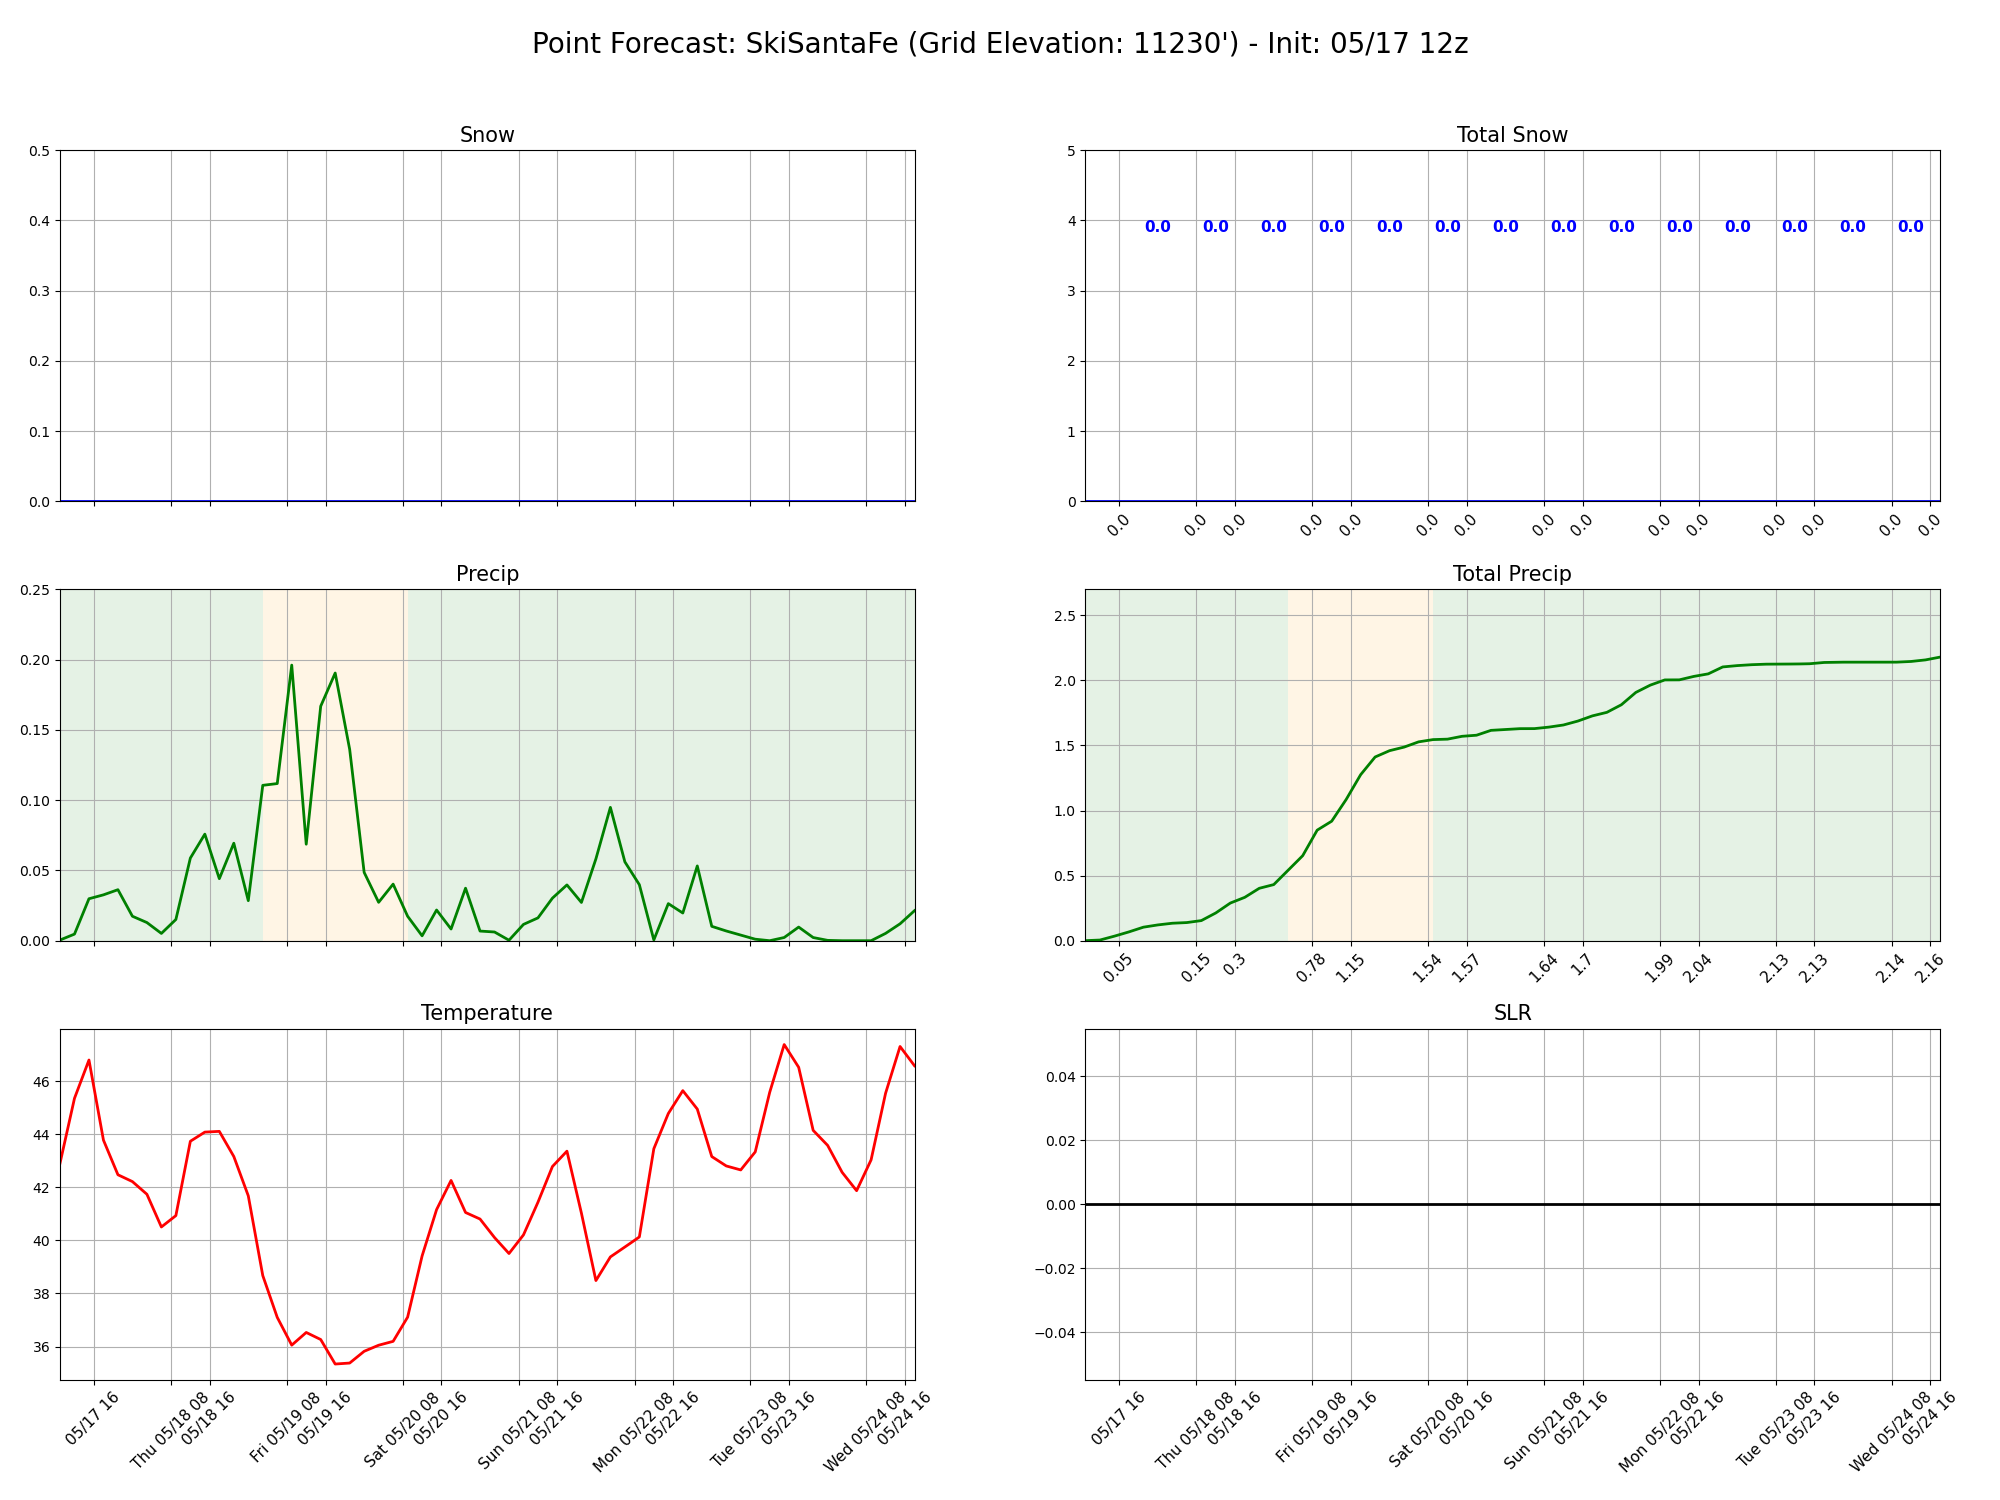 Point Forecast: SkiSantaFe (Grid Elevation: 11230') - Init: 05/17 12z
Snow
0.5
0.4
0.3
0.2
0.1
0.0
Total Snow
5
4
3
2
1
0
0.0 0.0 0.0 0.0 0.0 0.0 0.0 0.0 0.0 0.0 0.0 0.0 0.0 0.0
0.0 0.0 0.0 0.0 0.0 0.0 0.0 0.0 0.0 0.0 0.0 0.0 0.0 0.0 0.0
Precip
0.25
0.20
0.15
0.10
0.05
0.00
Total Precip
2.5
2.0
1.5
1.0
0.5
0.0
0.05 0.15 0.3 0.78 1.15 1.54 1.57 1.64 1.7 1.99 2.04 2.13 2.13 2.14 2.16
Temperature
46
44
42
40
38
36
05/17 16
Thu 05/18 08
05/18 16
Fri 05/19 08
05/19 16
Sat 05/20 08
05/20 16
Sun 05/21 08
05/21 16
Mon 05/22 08
05/22 16
Tue 05/23 08
05/23 16
Wed 05/24 08
05/24 16
SLR
0.04
0.02
0.00
−0.02
−0.04
05/17 16
Thu 05/18 08
05/18 16
Fri 05/19 08
05/19 16
Sat 05/20 08
05/20 16
Sun 05/21 08
05/21 16
Mon 05/22 08
05/22 16
Tue 05/23 08
05/23 16
Wed 05/24 08
05/24 16